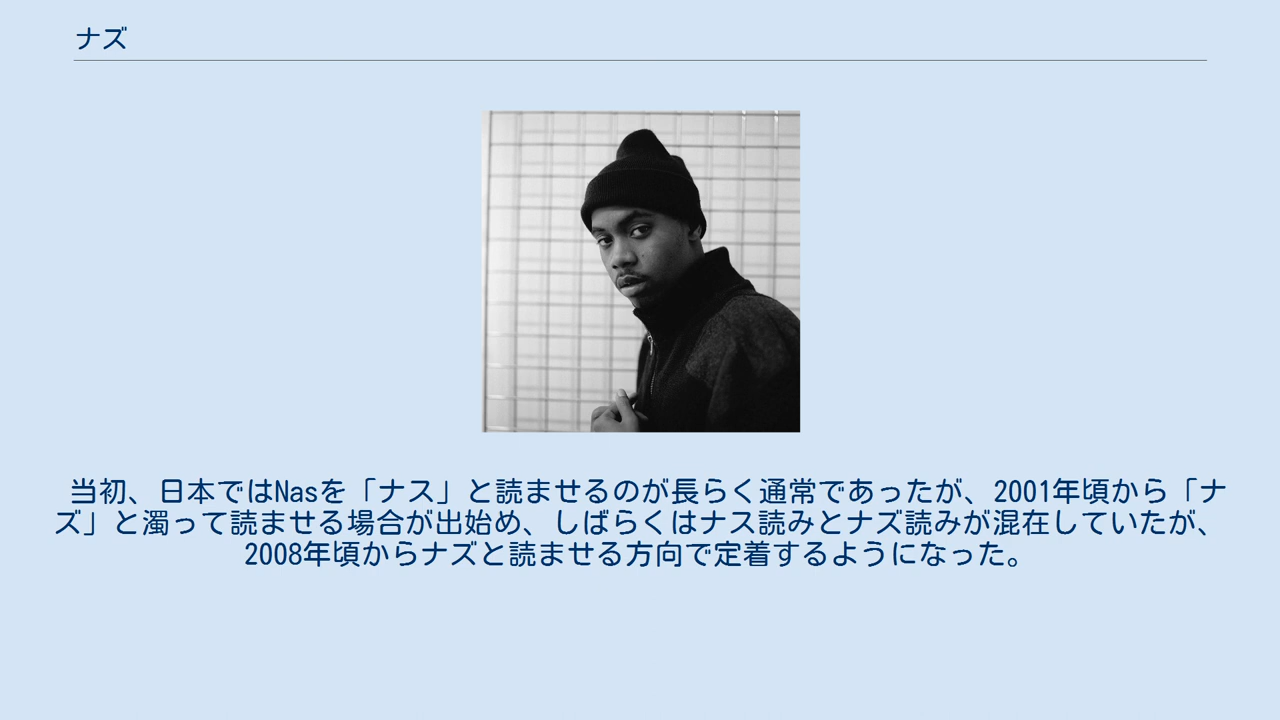 ナズ
当初、日本ではNasを「ナス」と読ませるのが長らく通常であったが、2001年頃から「ナ
ズ」と濁って読ませる場合が出始め、しばらくはナス読みとナズ読みが混在していたが、
2008年頃からナズと読ませる方向で定着するようになった。